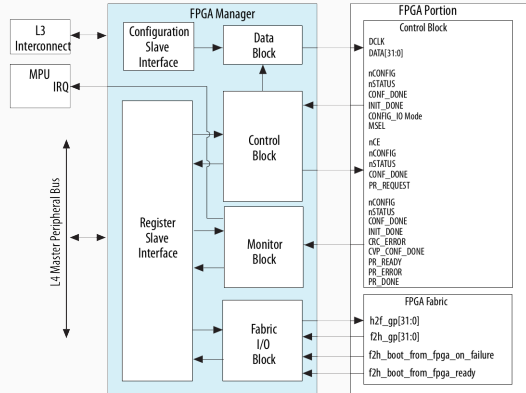 FPGA Manager
FPGA Portion
L3
Interconnect
MPU
IRQ
L4 Master Peripheral Bus
Configuration
Slave
Interface
Data
Block
Control
Block
Register
Slave
Interface
Monitor
Block
Fabric
I/O
Block
Control Block
DCLK
DATA[31:0]
nCONFIG
nSTATUS
CONF_DONE
INIT_DONE
CONFIG_IO Mode
MSEL
nCE
nCONFIG
nSTATUS
CONF_DONE
PR_REQUEST
nCONFIG
nSTATUS
CONF_DONE
INIT_DONE
CRC_ERROR
CVP_CONF_DONE
PR_READY
PR_ERROR
PR_DONE
FPGA Fabric
h2f_gp[31:0]
f2h_gp[31:0]
f2h_boot_from_fpga_on_failure
f2h_boot_from_fpga_ready